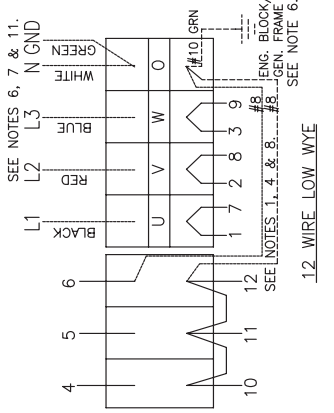 SEE NOTES 6, 7 & 11.
L1 L2 L3 N GND
BLACK
RED
BLUE
WHITE
GREEN
4 5 6
U V W O
#10 GRN
1 7 2 8 3 9
#8
#8
ENG. BLOCK,
GEN. FRAME
SEE NOTE 6.
10 11 12
SEE NOTES 1, 4 & 8
12 WIRE LOW WYE